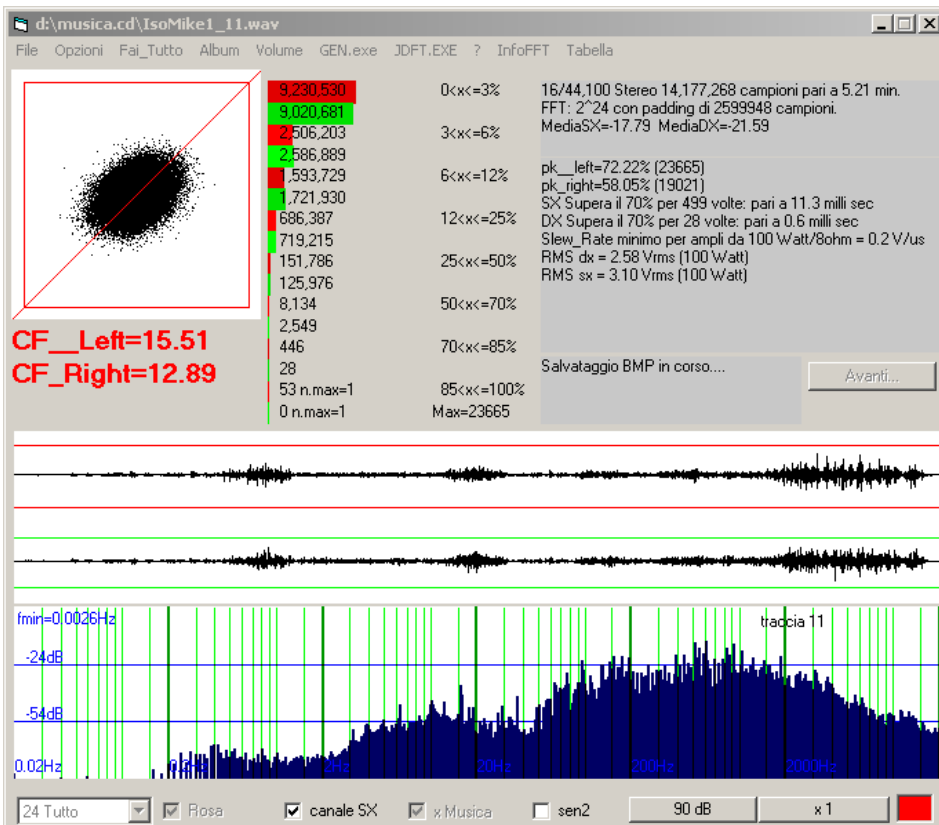 d:\musica.cd\IsoMike1_11.wav
File Opzioni Fai_Tutto Album Volume GEN.exe JDFT.EXE ? InfoFFT Tabella
9,230,530 0<x<=3%
9,020,681
2,506,203 3<x<=6%
2,586,889
1,593,729 6<x<=12%
1,721,930
686,387 12<x<=25%
719,215
151,786 25<x<=50%
125,976
8,134 50<x<=70%
2,549
446 70<x<=85%
28
53 n.max=1 85<x<=100%
0 n.max=1 Max=23665
CF__Left=15.51
CF_Right=12.89
16/44,100 Stereo 14,177,268 campioni pari a 5.21 min.
FFT: 2^24 con padding di 2599948 campioni.
MediaSX=-17.79 MediaDX=-21.59
pk__left=72.22% (23665)
pk_right=58.05% (19021)
SX Supera il 70% per 499 volte: pari a 11.3 milli sec
DX Supera il 70% per 28 volte: pari a 0.6 milli sec
Slew_Rate minimo per ampli da 100 Watt/8ohm = 0.2 V/us
RMS dx = 2.58 Vrms (100 Watt)
RMS sx = 3.10 Vrms (100 Watt)
Salvataggio BMP in corso....
Avanti...
fmin=0.0026Hz traccia 11
-24dB
-54dB
0.02Hz 0.2Hz 2Hz 20Hz 200Hz 2000Hz
24 Tutto Rosa canale SX x Musica sen2 90 dB x 1